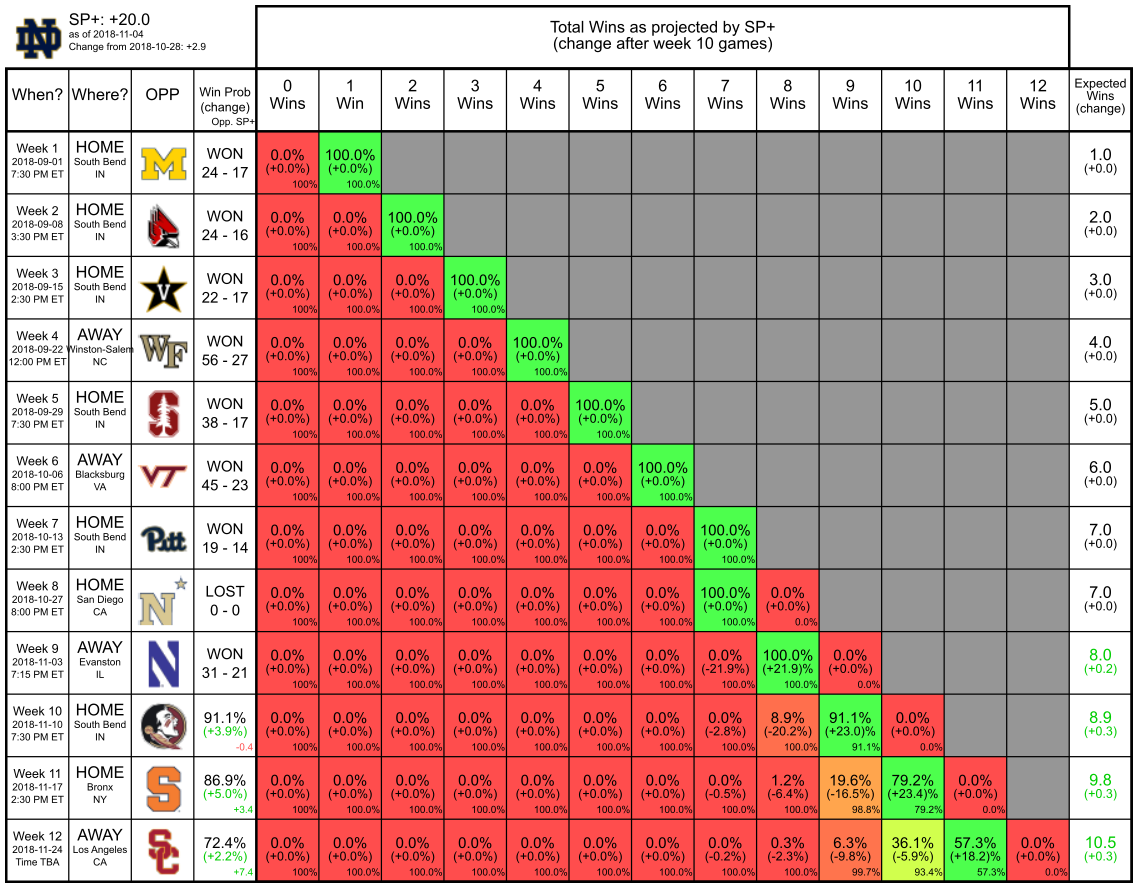 SP+: +20.0
as of 2018-11-04
Change from 2018-10-28: +2.9
Total Wins as projected by SP+
(change after week 10 games)
When? Where? OPP Win Prob (change) Opp. SP+ 0 Wins 1 Win 2 Wins 3 Wins 4 Wins 5 Wins 6 Wins 7 Wins 8 Wins 9 Wins 10 Wins 11 Wins 12 Wins Expected Wins (change)
Week 1 HOME M WON 0.0% 100.0% 1.0
2018-09-01 South Bend 24 - 17 (+0.0%) (+0.0%) (+0.0)
7:30 PM ET IN 100% 100.0%
Week 2 HOME WON 0.0% 0.0% 100.0% 2.0
2018-09-08 South Bend 24 - 16 (+0.0%) (+0.0%) (+0.0%) (+0.0)
3:30 PM ET IN 100% 100.0% 100.0%
Week 3 HOME V WON 0.0% 0.0% 0.0% 100.0% 3.0
2018-09-15 South Bend 22 - 17 (+0.0%) (+0.0%) (+0.0%) (+0.0%) (+0.0)
2:30 PM ET IN 100% 100.0% 100.0% 100.0%
Week 4 AWAY WF WON 0.0% 0.0% 0.0% 0.0% 100.0% 4.0
2018-09-22 Winston-Salem 56 - 27 (+0.0%) (+0.0%) (+0.0%) (+0.0%) (+0.0%) (+0.0)
12:00 PM ET NC 100% 100.0% 100.0% 100.0% 100.0%
Week 5 HOME S WON 0.0% 0.0% 0.0% 0.0% 0.0% 100.0% 5.0
2018-09-29 South Bend 38 - 17 (+0.0%) (+0.0%) (+0.0%) (+0.0%) (+0.0%) (+0.0%) (+0.0)
7:30 PM ET IN 100% 100.0% 100.0% 100.0% 100.0% 100.0%
Week 6 AWAY VT WON 0.0% 0.0% 0.0% 0.0% 0.0% 0.0% 100.0% 6.0
2018-10-06 Blacksburg 45 - 23 (+0.0%) (+0.0%) (+0.0%) (+0.0%) (+0.0%) (+0.0%) (+0.0%) (+0.0)
8:00 PM ET VA 100% 100.0% 100.0% 100.0% 100.0% 100.0% 100.0%
Week 7 HOME Pitt WON 0.0% 0.0% 0.0% 0.0% 0.0% 0.0% 0.0% 100.0% 7.0
2018-10-13 South Bend 19 - 14 (+0.0%) (+0.0%) (+0.0%) (+0.0%) (+0.0%) (+0.0%) (+0.0%) (+0.0%) (+0.0)
2:30 PM ET IN 100% 100.0% 100.0% 100.0% 100.0% 100.0% 100.0% 100.0%
Week 8 HOME N LOST 0.0% 0.0% 0.0% 0.0% 0.0% 0.0% 0.0% 100.0% 0.0% 7.0
2018-10-27 San Diego 0 - 0 (+0.0%) (+0.0%) (+0.0%) (+0.0%) (+0.0%) (+0.0%) (+0.0%) (+0.0%) (+0.0%) (+0.0)
8:00 PM ET CA 100% 100.0% 100.0% 100.0% 100.0% 100.0% 100.0% 100.0% 0.0%
Week 9 AWAY N WON 0.0% 0.0% 0.0% 0.0% 0.0% 0.0% 0.0% 0.0% 100.0% 0.0% 8.0
2018-11-03 Evanston 31 - 21 (+0.0%) (+0.0%) (+0.0%) (+0.0%) (+0.0%) (+0.0%) (+0.0%) (-21.9%) (+21.9)% (+0.0%) (+0.2)
7:15 PM ET IL 100% 100.0% 100.0% 100.0% 100.0% 100.0% 100.0% 100.0% 100.0% 0.0%
Week 10 HOME 91.1% 0.0% 0.0% 0.0% 0.0% 0.0% 0.0% 0.0% 0.0% 8.9% 91.1% 0.0% 8.9
2018-11-10 South Bend (+3.9%) (+0.0%) (+0.0%) (+0.0%) (+0.0%) (+0.0%) (+0.0%) (+0.0%) (-2.8%) (-20.2%) (+23.0)% (+0.0%) (+0.3)
7:30 PM ET IN -0.4 100% 100.0% 100.0% 100.0% 100.0% 100.0% 100.0% 100.0% 100.0% 91.1% 0.0%
Week 11 HOME S 86.9% 0.0% 0.0% 0.0% 0.0% 0.0% 0.0% 0.0% 0.0% 1.2% 19.6% 79.2% 0.0% 9.8
2018-11-17 Bronx (+5.0%) (+0.0%) (+0.0%) (+0.0%) (+0.0%) (+0.0%) (+0.0%) (+0.0%) (-0.5%) (-6.4%) (-16.5%) (+23.4)% (+0.0%) (+0.3)
2:30 PM ET NY +3.4 100% 100.0% 100.0% 100.0% 100.0% 100.0% 100.0% 100.0% 100.0% 98.8% 79.2% 0.0%
Week 12 AWAY SC 72.4% 0.0% 0.0% 0.0% 0.0% 0.0% 0.0% 0.0% 0.0% 0.3% 6.3% 36.1% 57.3% 0.0% 10.5
2018-11-24 Los Angeles (+2.2%) (+0.0%) (+0.0%) (+0.0%) (+0.0%) (+0.0%) (+0.0%) (+0.0%) (-0.2%) (-2.3%) (-9.8%) (-5.9%) (+18.2)% (+0.0%) (+0.3)
Time TBA CA +7.4 100% 100.0% 100.0% 100.0% 100.0% 100.0% 100.0% 100.0% 100.0% 99.7% 93.4% 57.3% 0.0%